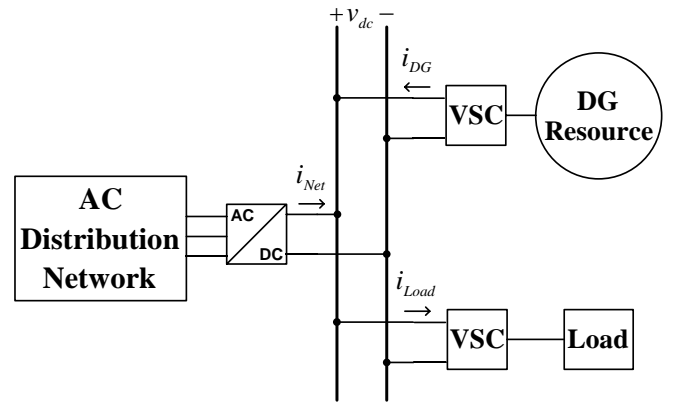 + v_dc −
i_DG
VSC
DG
Resource
i_Net
AC
Distribution
Network
AC
DC
i_Load
VSC
Load